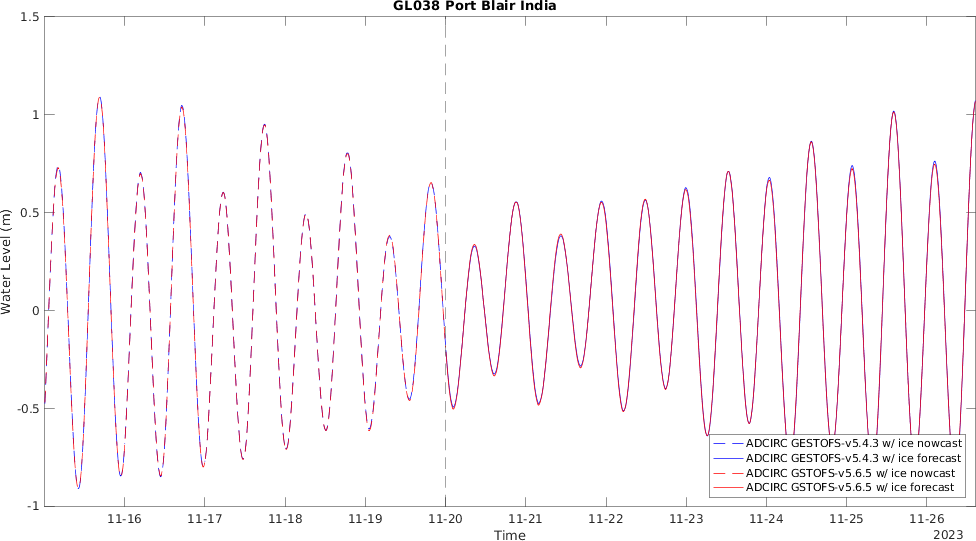 GL038 Port Blair India
1.5
1
0.5
0
-0.5
-1
Water Level (m)
ADCIRC GESTOFS-v5.4.3 w/ ice nowcast
ADCIRC GESTOFS-v5.4.3 w/ ice forecast
ADCIRC GSTOFS-v5.6.5 w/ ice nowcast
ADCIRC GSTOFS-v5.6.5 w/ ice forecast
11-16 11-17 11-18 11-19 11-20 11-21 11-22 11-23 11-24 11-25 11-26
Time
2023